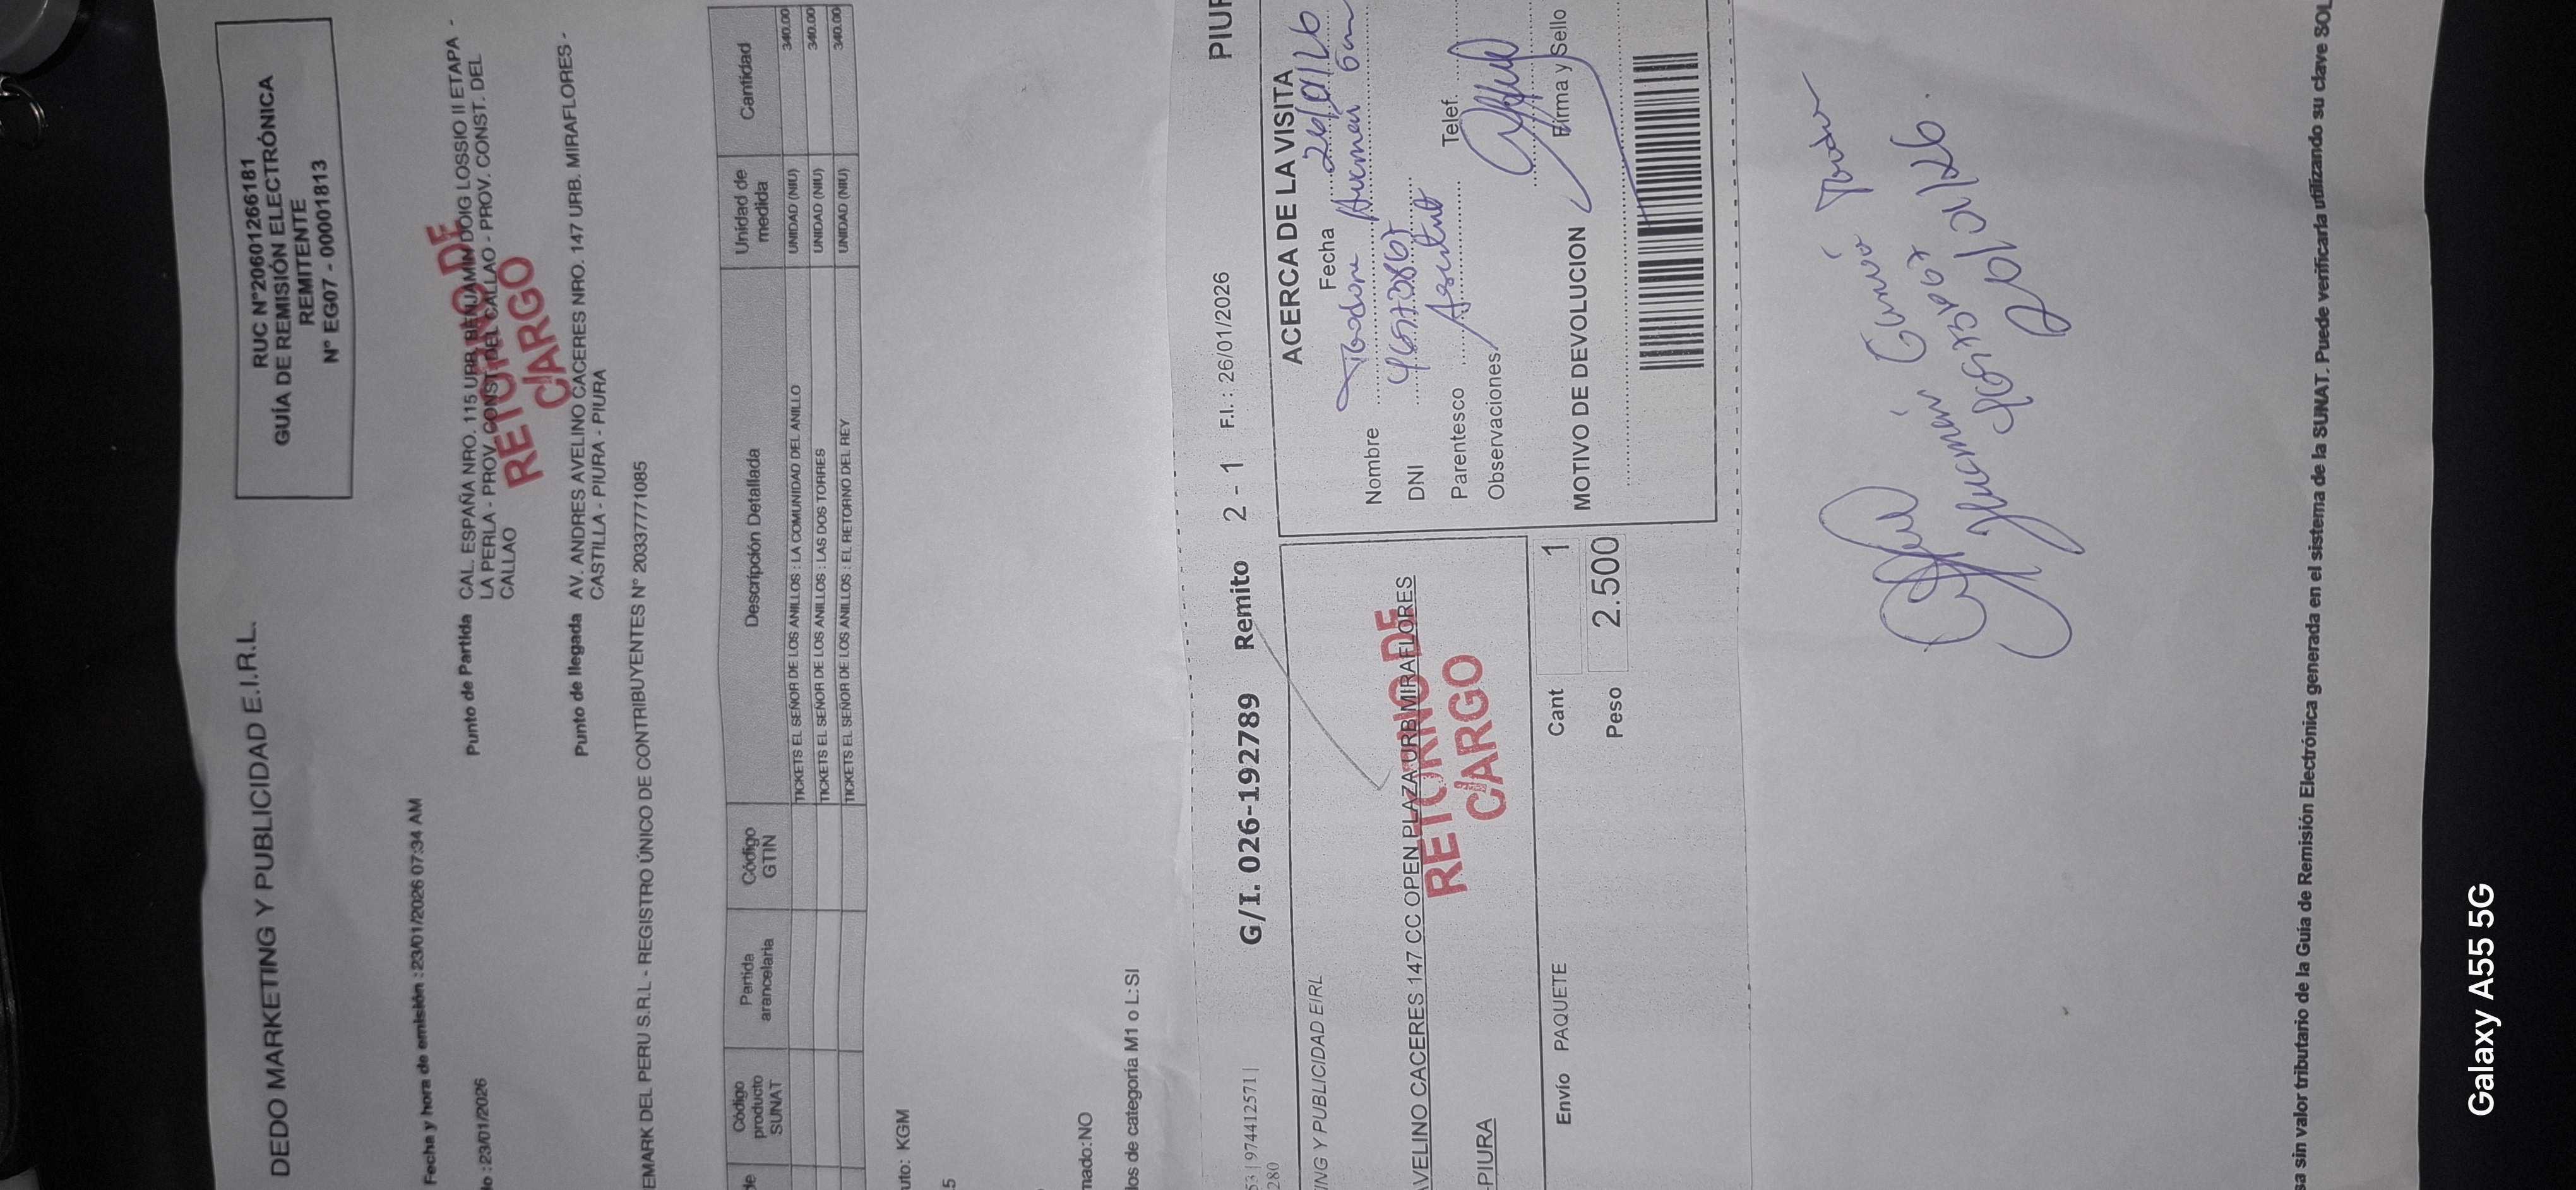 RUC N°20601266181
GUÍA DE REMISIÓN ELECTRÓNICA
REMITENTE
N° EG07 - 00001813
DEDO MARKETING Y PUBLICIDAD E.I.R.L.
Fecha y hora de emisión : 23/01/2026 07:34 AM
lo : 23/01/2026
Punto de Partida CAL. ESPAÑA NRO. 115 URB. BENJAMIN DOIG LOSSIO II ETAPA -
LA PERLA - PROV. CONST. DEL CALLAO - PROV. CONST. DEL
CALLAO
RETORNO DE
CARGO
Punto de llegada AV. ANDRES AVELINO CACERES NRO. 147 URB. MIRAFLORES -
CASTILLA - PIURA - PIURA
EMARK DEL PERU S.R.L - REGISTRO ÚNICO DE CONTRIBUYENTES N° 20337771085
de Código producto SUNAT Partida arancelaria Código GTIN Descripción Detallada Unidad de medida Cantidad
TICKETS EL SEÑOR DE LOS ANILLOS : LA COMUNIDAD DEL ANILLO UNIDAD (NIU) 340.00
TICKETS EL SEÑOR DE LOS ANILLOS : LAS DOS TORRES UNIDAD (NIU) 340.00
TICKETS EL SEÑOR DE LOS ANILLOS : EL RETORNO DEL REY UNIDAD (NIU) 340.00
uto: KGM
5
mado:NO
los de categoría M1 o L:SI
PIUR
53 | 974412571 |
280
G/I. 026-192789 Remito 2 - 1 F.I. : 26/01/2026
ING Y PUBLICIDAD EIRL
AVELINO CACERES 147 CC OPEN PLAZA URB MIRAFLORES
-PIURA
RETORNO DE
CARGO
Envío PAQUETE Cant 1
Peso 2.500
ACERCA DE LA VISITA
Fecha 26/01/26
Nombre
DNI
Parentesco Asistente Telef.
Observaciones
MOTIVO DE DEVOLUCION Firma y Sello
Huamán
sa sin valor tributario de la Guía de Remisión Electrónica generada en el sistema de la SUNAT. Puede verificarla utilizando su clave SOL
Galaxy A55 5G